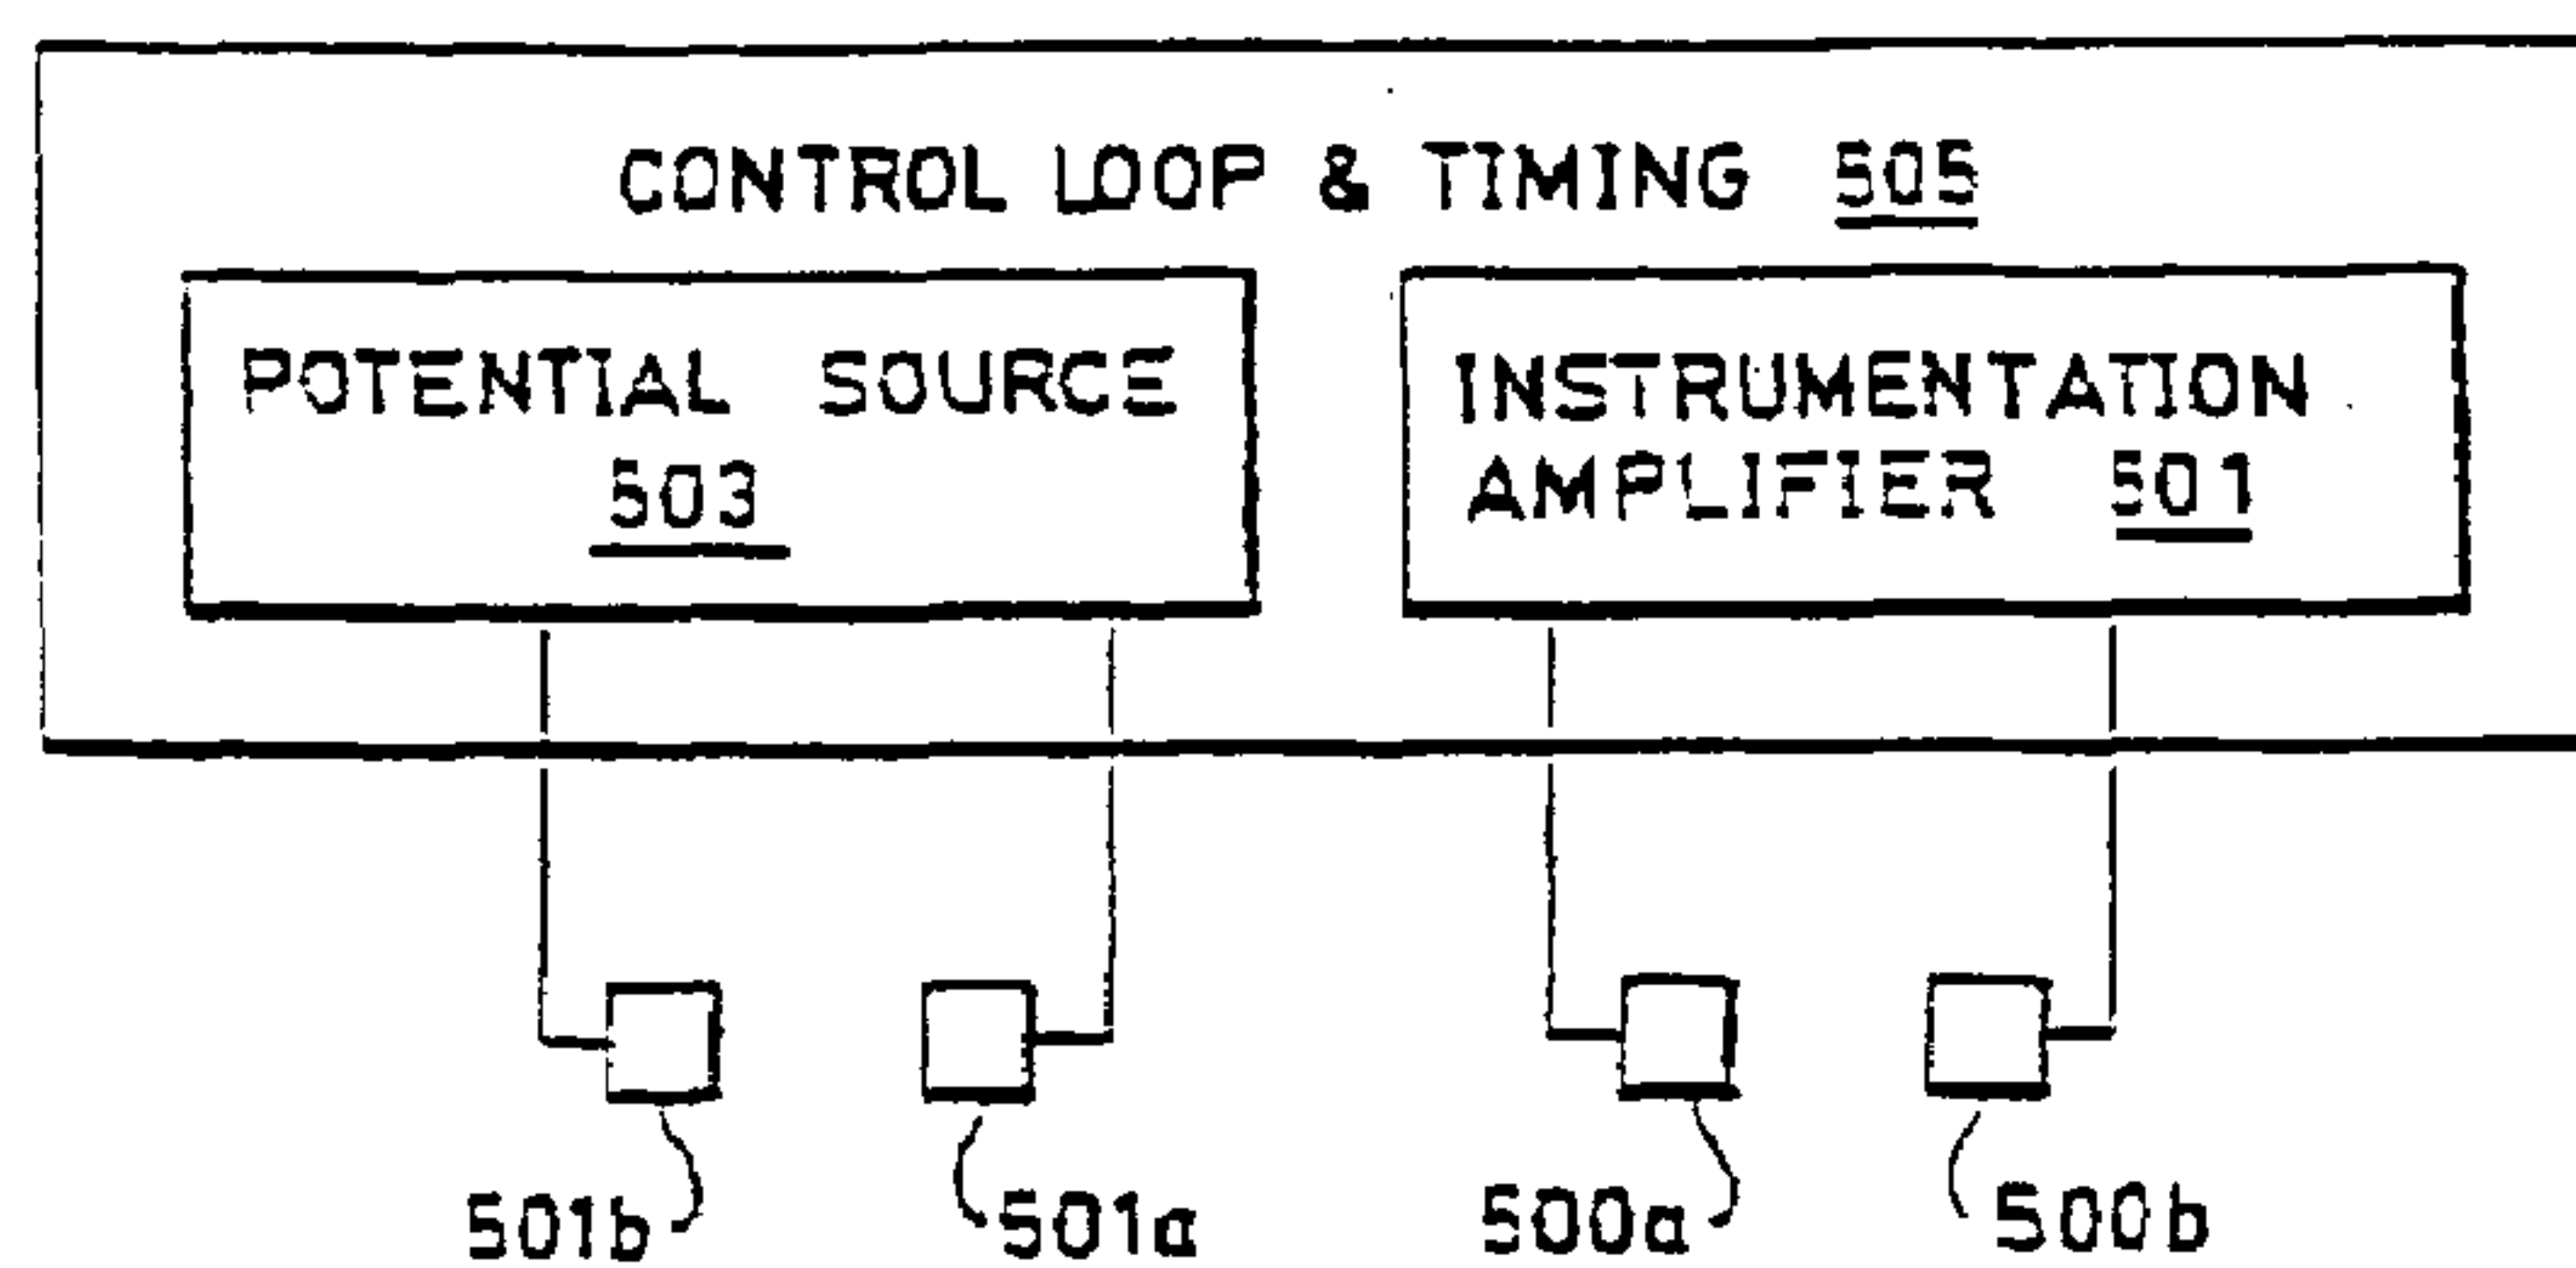 CONTROL LOOP & TIMING 505
POTENTIAL SOURCE
503
INSTRUMENTATION
AMPLIFIER 501
501b
501a
500a
500b